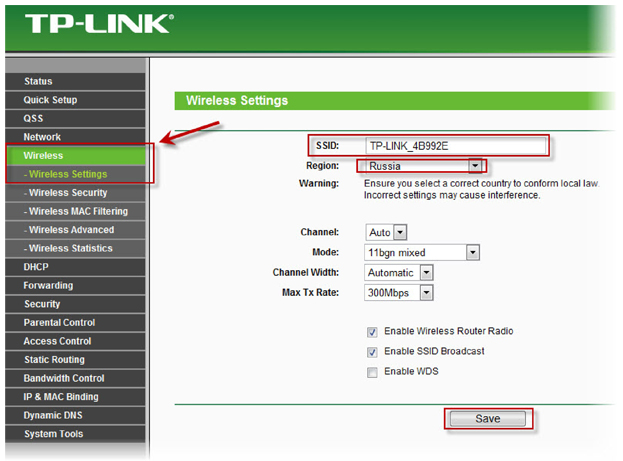 TP-LINK®
Status
Quick Setup
QSS
Network
Wireless
- Wireless Settings
- Wireless Security
- Wireless MAC Filtering
- Wireless Advanced
- Wireless Statistics
DHCP
Forwarding
Security
Parental Control
Access Control
Static Routing
Bandwidth Control
IP & MAC Binding
Dynamic DNS
System Tools
Wireless Settings
SSID: TP-LINK_4B992E
Region: Russia
Warning: Ensure you select a correct country to conform local law.
Incorrect settings may cause interference.
Channel: Auto
Mode: 11bgn mixed
Channel Width: Automatic
Max Tx Rate: 300Mbps
Enable Wireless Router Radio
Enable SSID Broadcast
Enable WDS
Save